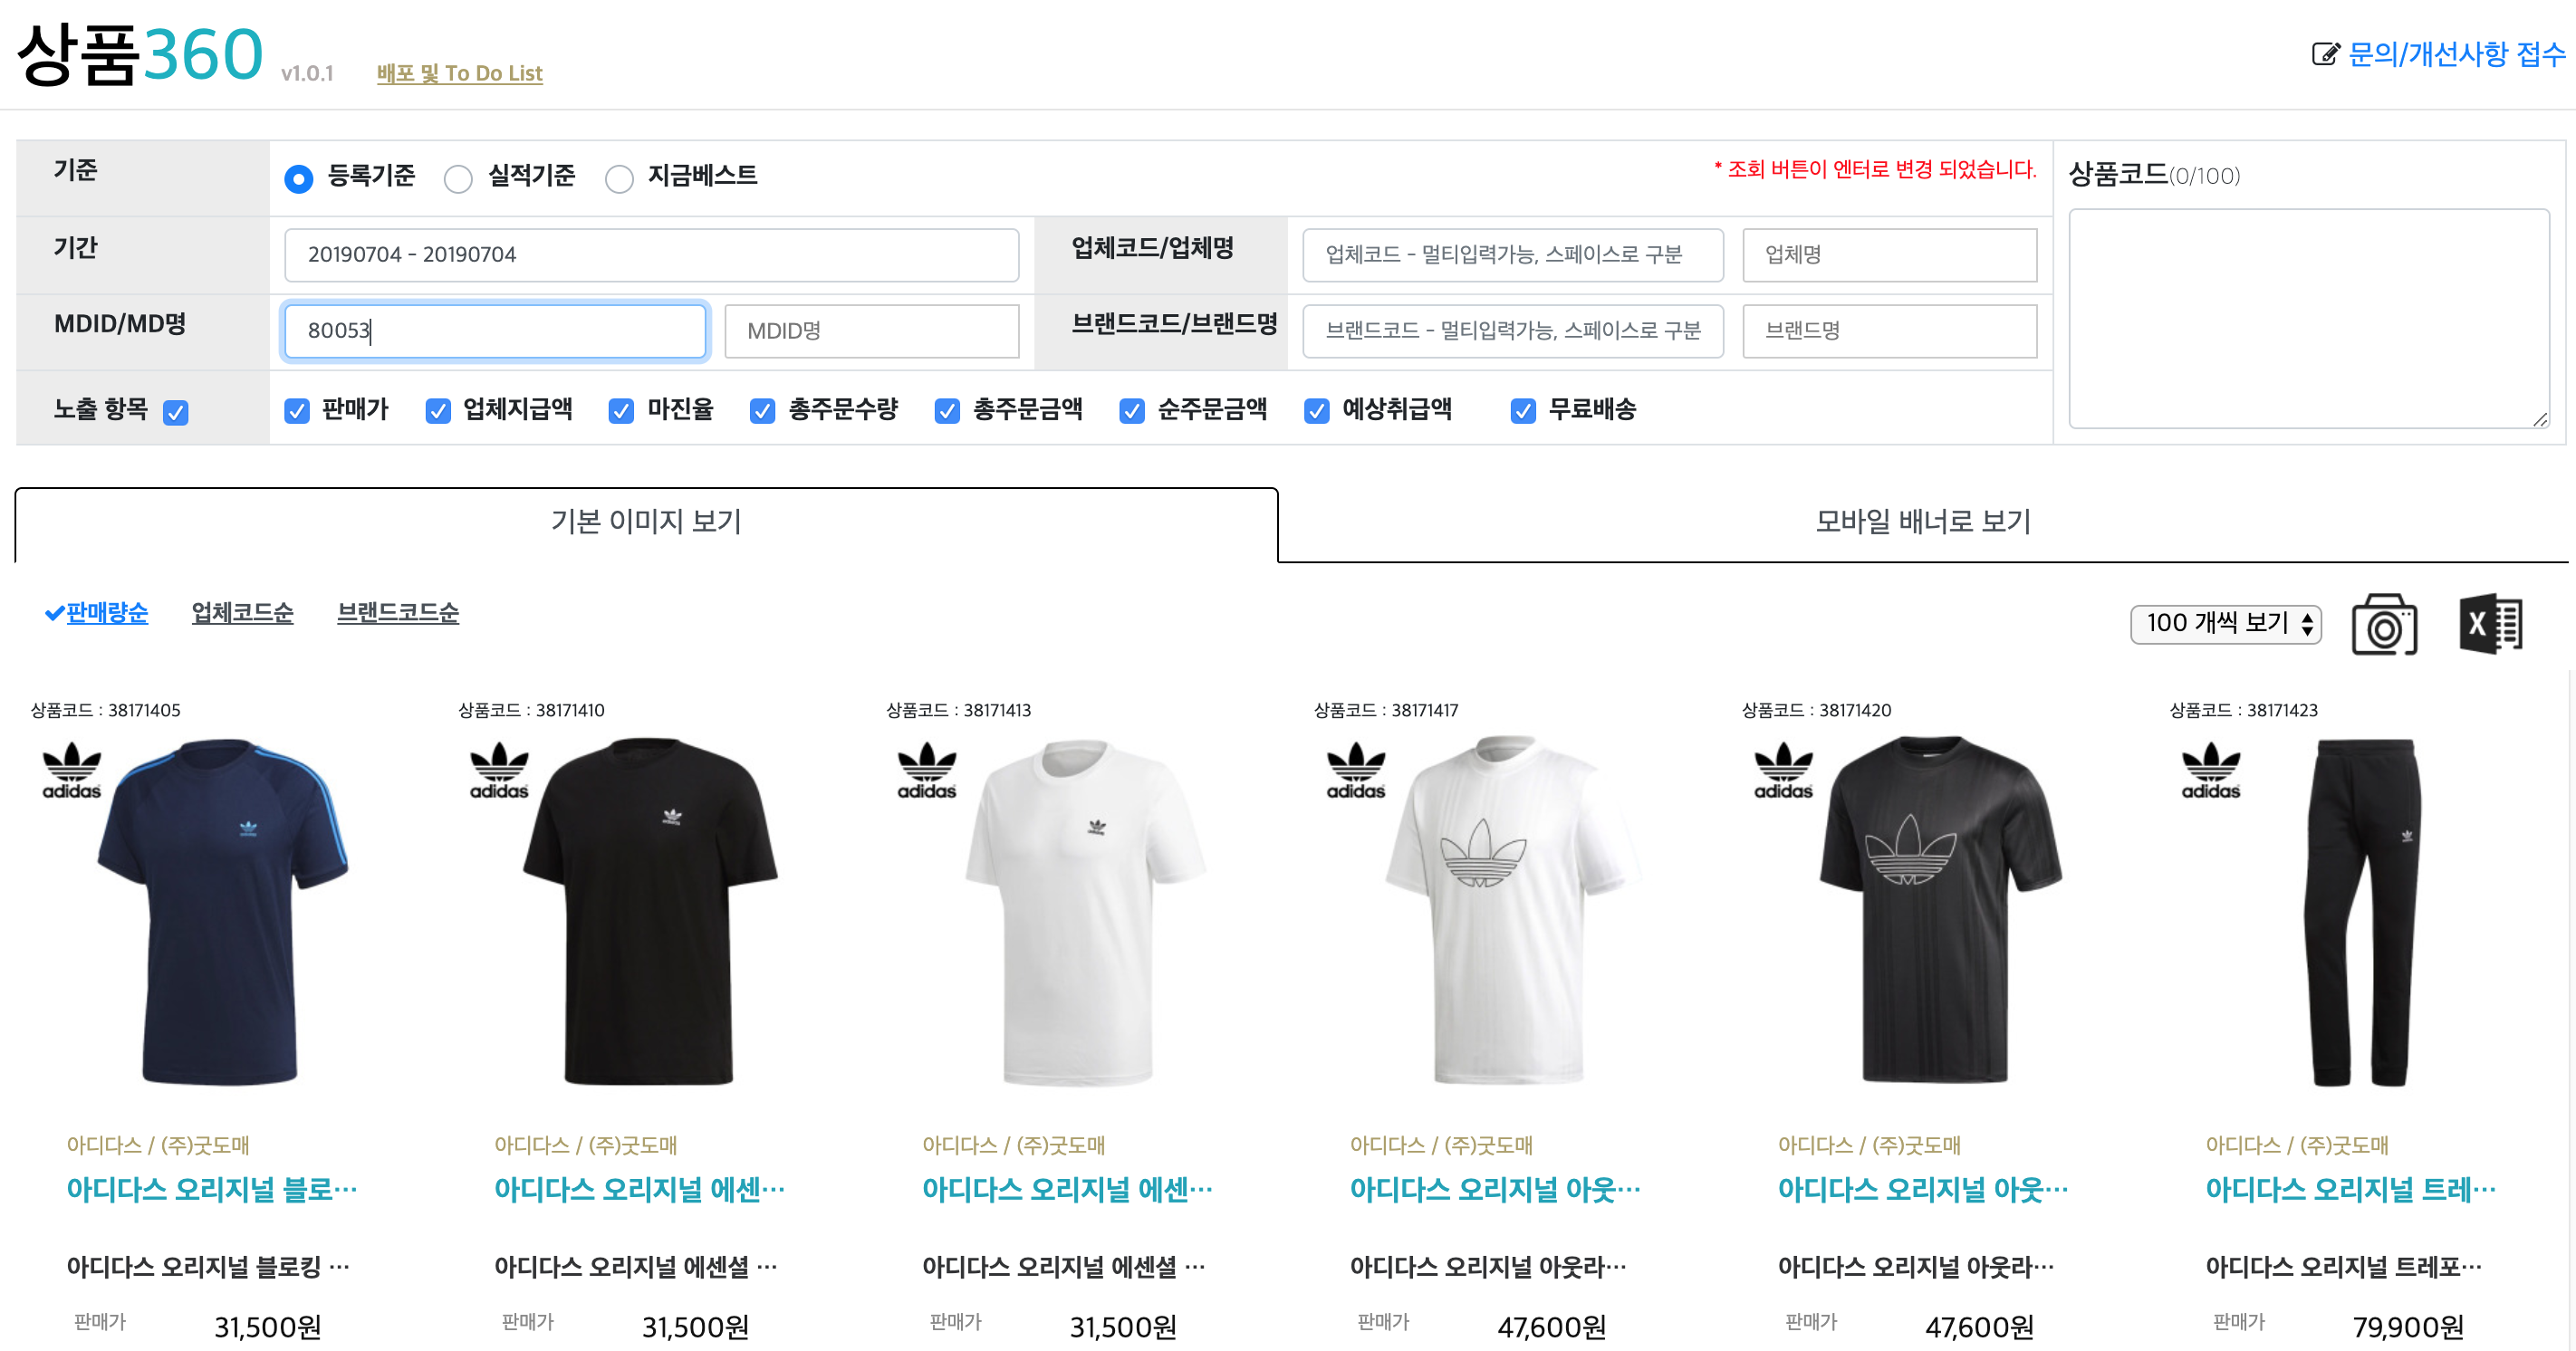 상품360 v1.0.1 배포 및 To Do List 문의/개선사항 접수
기준 등록기준 실적기준 지금베스트 * 조회 버튼이 엔터로 변경 되었습니다. 상품코드(0/100)
기간 20190704 - 20190704 업체코드/업체명 업체코드 - 멀티입력가능, 스페이스로 구분 업체명
MDID/MD명 80053 MDID명 브랜드코드/브랜드명 브랜드코드 - 멀티입력가능, 스페이스로 구분 브랜드명
노출 항목 판매가 업체지급액 마진율 총주문수량 총주문금액 순주문금액 예상취급액 무료배송
기본 이미지 보기 모바일 배너로 보기
판매량순 업체코드순 브랜드코드순 100 개씩 보기 X
상품코드 : 38171405 상품코드 : 38171410 상품코드 : 38171413 상품코드 : 38171417 상품코드 : 38171420 상품코드 : 38171423
adidas adidas adidas adidas adidas adidas
아디다스 / (주)굿도매 아디다스 / (주)굿도매 아디다스 / (주)굿도매 아디다스 / (주)굿도매 아디다스 / (주)굿도매 아디다스 / (주)굿도매
아디다스 오리지널 블로… 아디다스 오리지널 에센… 아디다스 오리지널 에센… 아디다스 오리지널 아웃… 아디다스 오리지널 아웃… 아디다스 오리지널 트레…
아디다스 오리지널 블로킹 … 아디다스 오리지널 에센셜 … 아디다스 오리지널 에센셜 … 아디다스 오리지널 아웃라… 아디다스 오리지널 아웃라… 아디다스 오리지널 트레포…
판매가 31,500원 판매가 31,500원 판매가 31,500원 판매가 47,600원 판매가 47,600원 판매가 79,900원